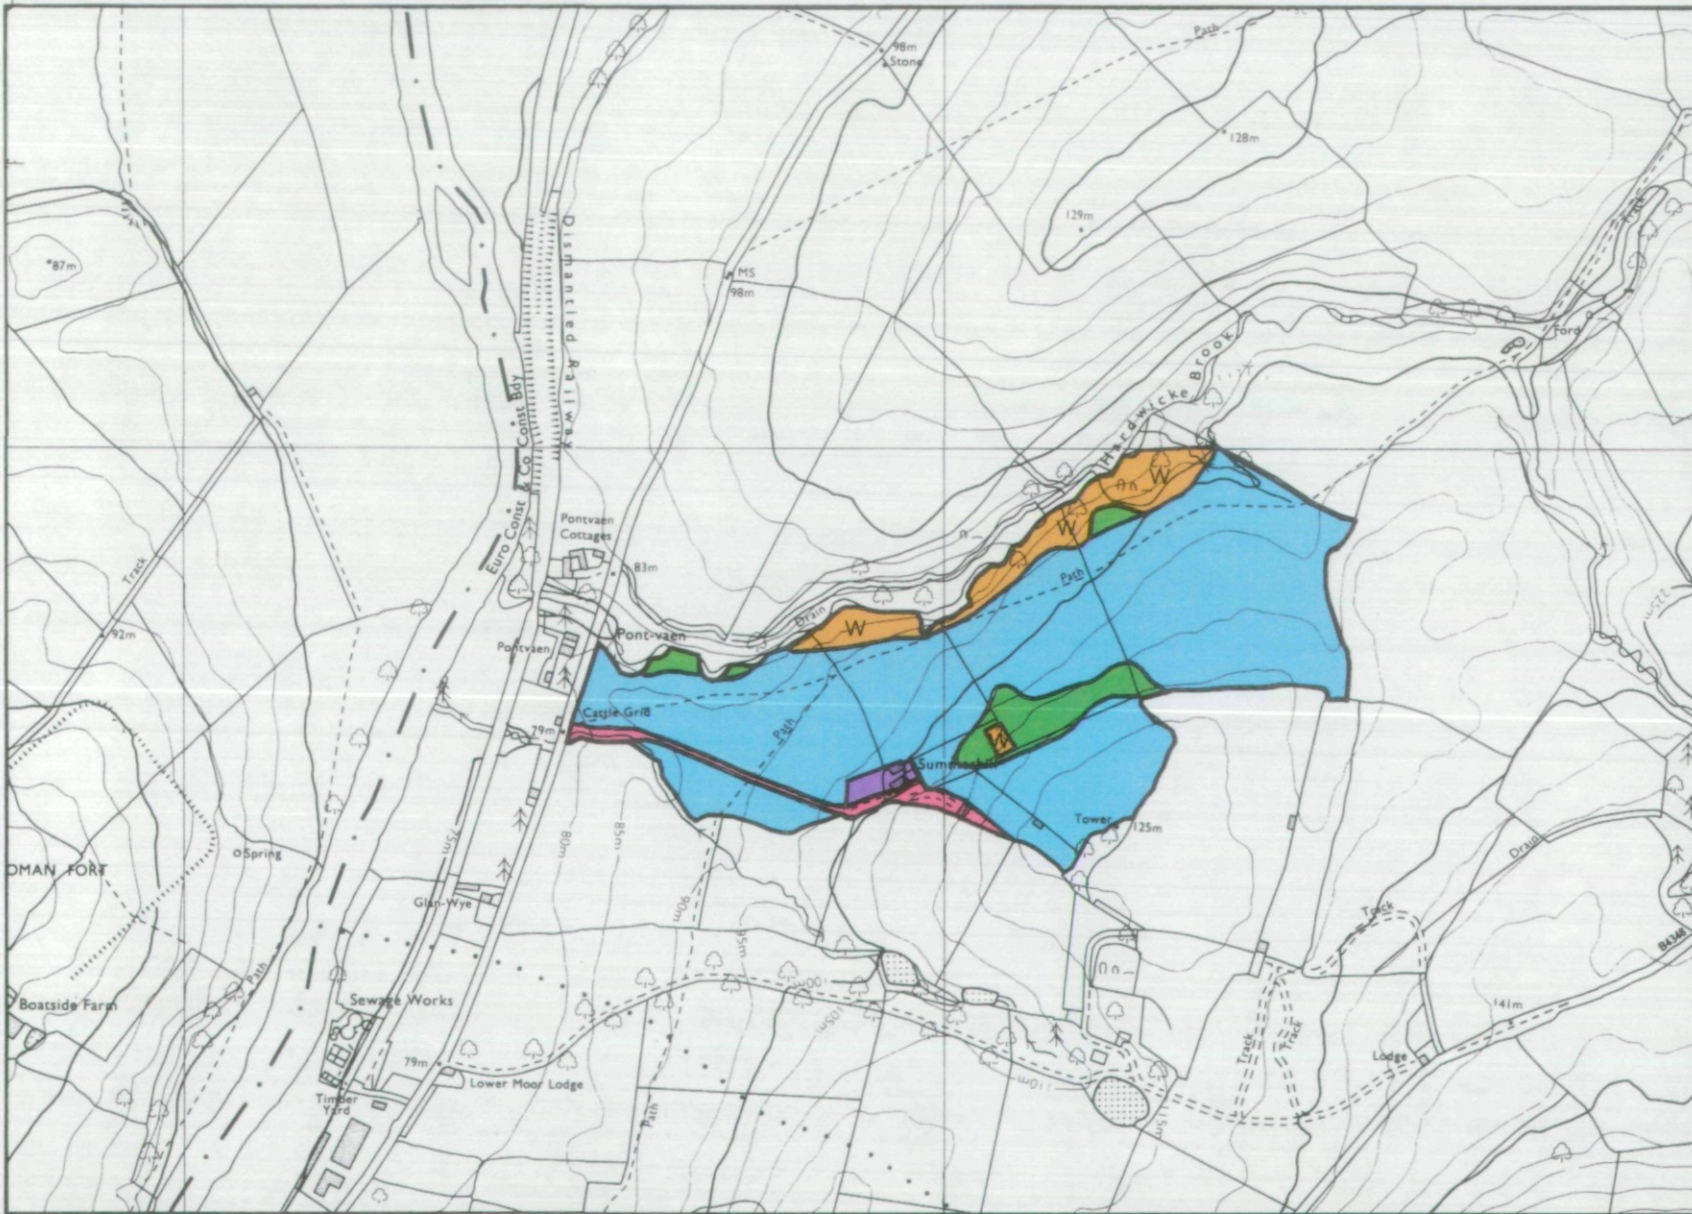 Path
98m
Stone
128m
129m
Track
87m
Dismantled Railway
MS
98m
Ford
Hardwicke Brook
Euro Const & Co Const Bdy
W
W
Pontvaen
Cottages
83m
Path
Track
Drain
92m
W
Pont-vaen
Pontvaen
Cattle Grid
79m
Path
W
Summerhill
Tower
125m
75m
80m
85m
Spring
Drain
OMAN FORT
Glan-Wye
90m
Track
B4348
95m
Path
100m
Boatside Farm
Sewage Works
105m
141m
Track
Track
Lodge
79m
Lower Moor Lodge
110m
Timber
Yard
Path
115m